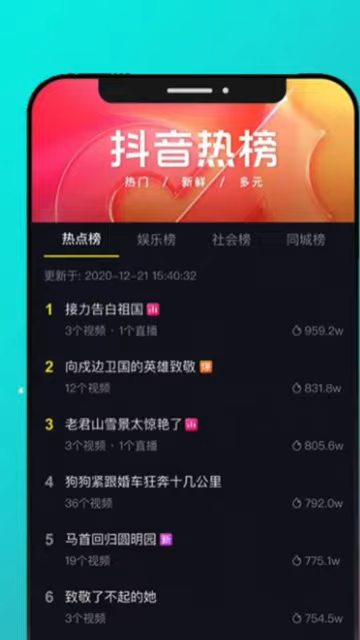 抖音热榜
热门 / 新鲜 / 多元
热点榜 娱乐榜 社会榜 同城榜
更新于: 2020-12-21 15:40:32
1 接力告白祖国
3个视频 · 1个直播 959.2w
2 向戍边卫国的英雄致敬 爆
12个视频 831.8w
3 老君山雪景太惊艳了
3个视频 · 1个直播 805.6w
4 狗狗紧跟婚车狂奔十几公里
36个视频 792.0w
5 马首回归圆明园 新
19个视频 775.1w
6 致敬了不起的她
3个视频 754.5w